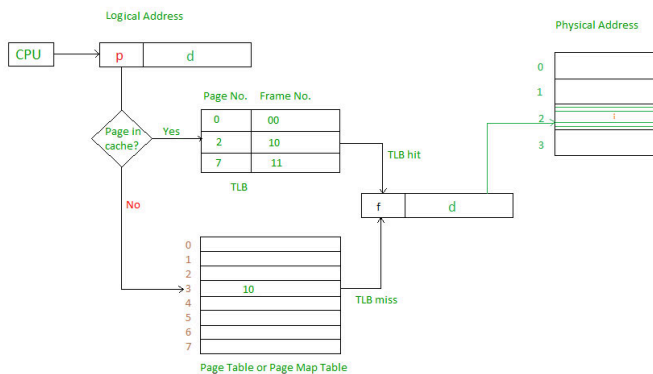 Logical Address
Physical Address
CPU
p d
Page No. Frame No.
0 00
2 10
7 11
TLB
Page in
cache?
Yes
No
TLB hit
f d
TLB miss
0
1
2
3
4
5
6
7
10
Page Table or Page Map Table
0
1
2
3